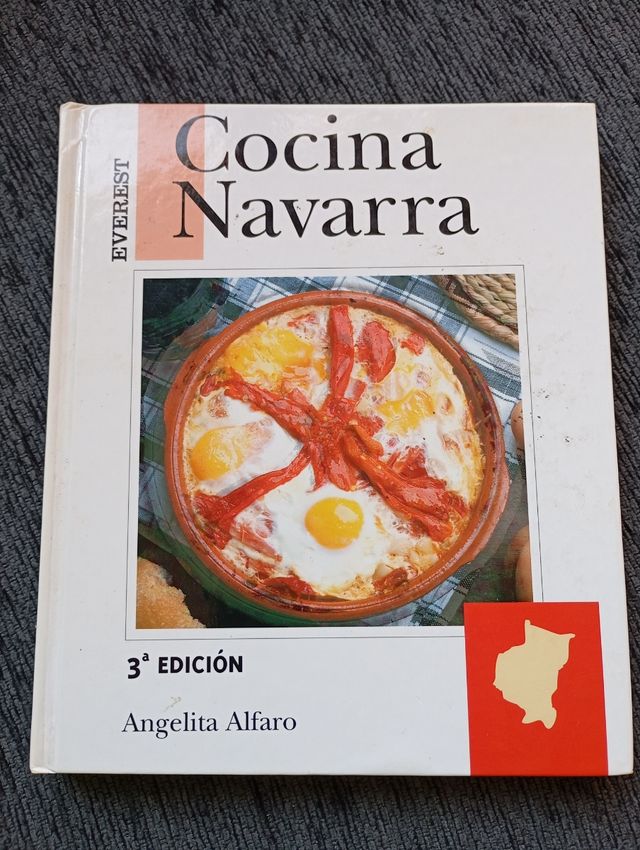 EVEREST
Cocina
Navarra
3ª EDICIÓN
Angelita Alfaro